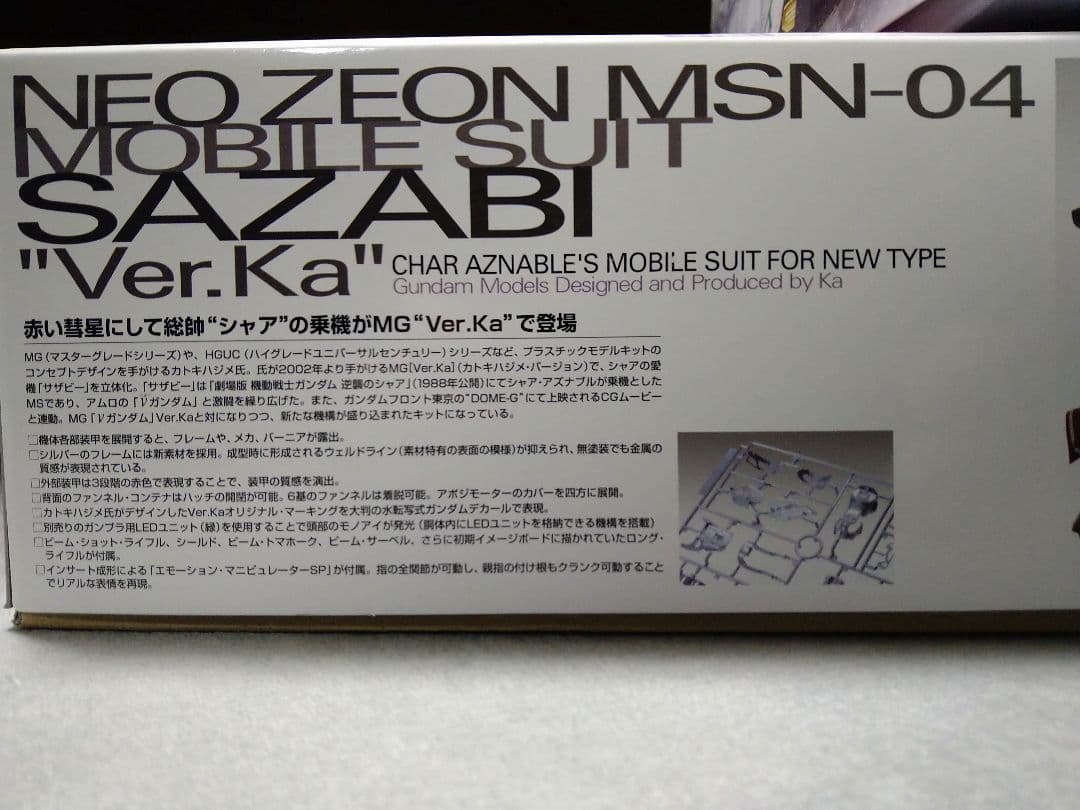 NEO ZEON MSN-04
MOBILE SUIT
SAZABI
"Ver.Ka"
CHAR AZNABLE'S MOBILE SUIT FOR NEW TYPE
Gundam Models Designed and Produced by Ka
赤い彗星にして総帥“シャア”の乗機がMG“Ver.Ka”で登場
MG（マスターグレードシリーズ）や、HGUC（ハイグレードユニバーサルセンチュリー）シリーズなど、プラスチックモデルキットの
コンセプトデザインを手がけるカトキハジメ氏。氏が2002年より手がけるMG[Ver.Ka]（カトキハジメ・バージョン）で、シャアの愛
機「サザビー」を立体化。「サザビー」は「劇場版 機動戦士ガンダム 逆襲のシャア」（1988年公開）にてシャア・アズナブルが乗機とした
MSであり、アムロの「νガンダム」と激闘を繰り広げた。また、ガンダムフロント東京の“DOME-G”にて上映されるCGムービー
と連動。MG「νガンダム」Ver.Kaと対になりつつ、新たな機構が盛り込まれたキットになっている。
□機体各部装甲を展開すると、フレームや、メカ、バーニアが露出。
□シルバーのフレームには新素材を採用。成型時に形成されるウェルドライン（素材特有の表面の模様）が抑えられ、無塗装でも金属の
質感が表現されている。
□外部装甲は3段階の赤色で表現することで、装甲の質感を演出。
□背面のファンネル・コンテナはハッチの開閉が可能。6基のファンネルは着脱可能。アポジモーターのカバーを四方に展開。
□カトキハジメ氏がデザインしたVer.Kaオリジナル・マーキングを大判の水転写式ガンダムデカールで表現。
□別売りのガンプラ用LEDユニット（緑）を使用することで頭部のモノアイが発光（胴体内にLEDユニットを格納できる機構を搭載）
□ビーム・ショット・ライフル、シールド、ビーム・トマホーク、ビーム・サーベル、さらに初期イメージボードに描かれていたロング・
ライフルが付属。
□インサート成形による「エモーション・マニピュレーターSP」が付属。指の全関節が可動し、親指の付け根もクランク可動すること
でリアルな表情を再現。